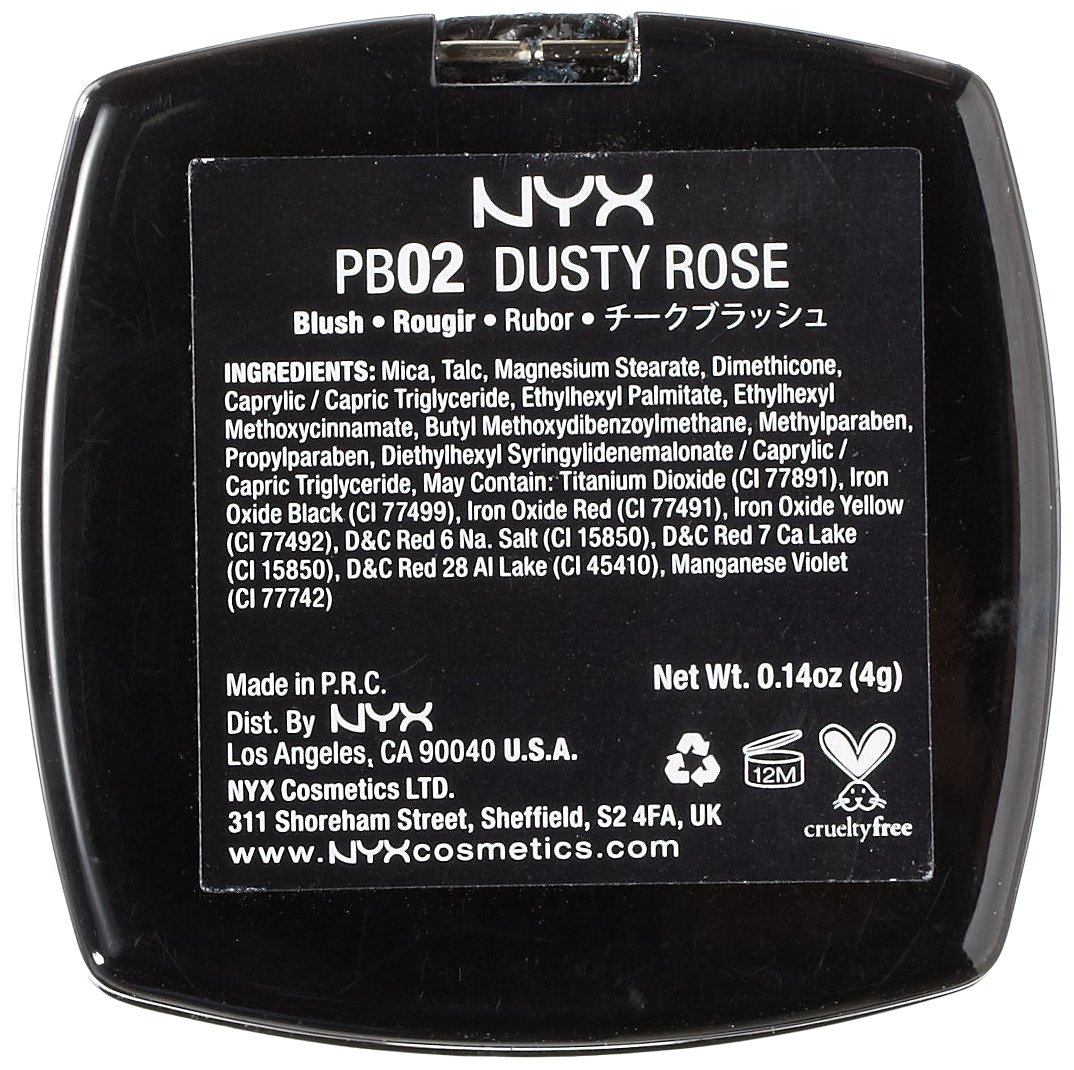 NYX
PB02 DUSTY ROSE
Blush • Rougir • Rubor • チークブラッシュ
INGREDIENTS: Mica, Talc, Magnesium Stearate, Dimethicone,
Caprylic / Capric Triglyceride, Ethylhexyl Palmitate, Ethylhexyl
Methoxycinnamate, Butyl Methoxydibenzoylmethane, Methylparaben,
Propylparaben, Diethylhexyl Syringylidenemalonate / Caprylic /
Capric Triglyceride, May Contain: Titanium Dioxide (CI 77891), Iron
Oxide Black (CI 77499), Iron Oxide Red (CI 77491), Iron Oxide Yellow
(CI 77492), D&C Red 6 Na. Salt (CI 15850), D&C Red 7 Ca Lake
(CI 15850), D&C Red 28 Al Lake (CI 45410), Manganese Violet
(CI 77742)
Made in P.R.C.
Net Wt. 0.14oz (4g)
Dist. By NYX
Los Angeles, CA 90040 U.S.A.
NYX Cosmetics LTD.
311 Shoreham Street, Sheffield, S2 4FA, UK
www.NYXcosmetics.com
12M
crueltyfree